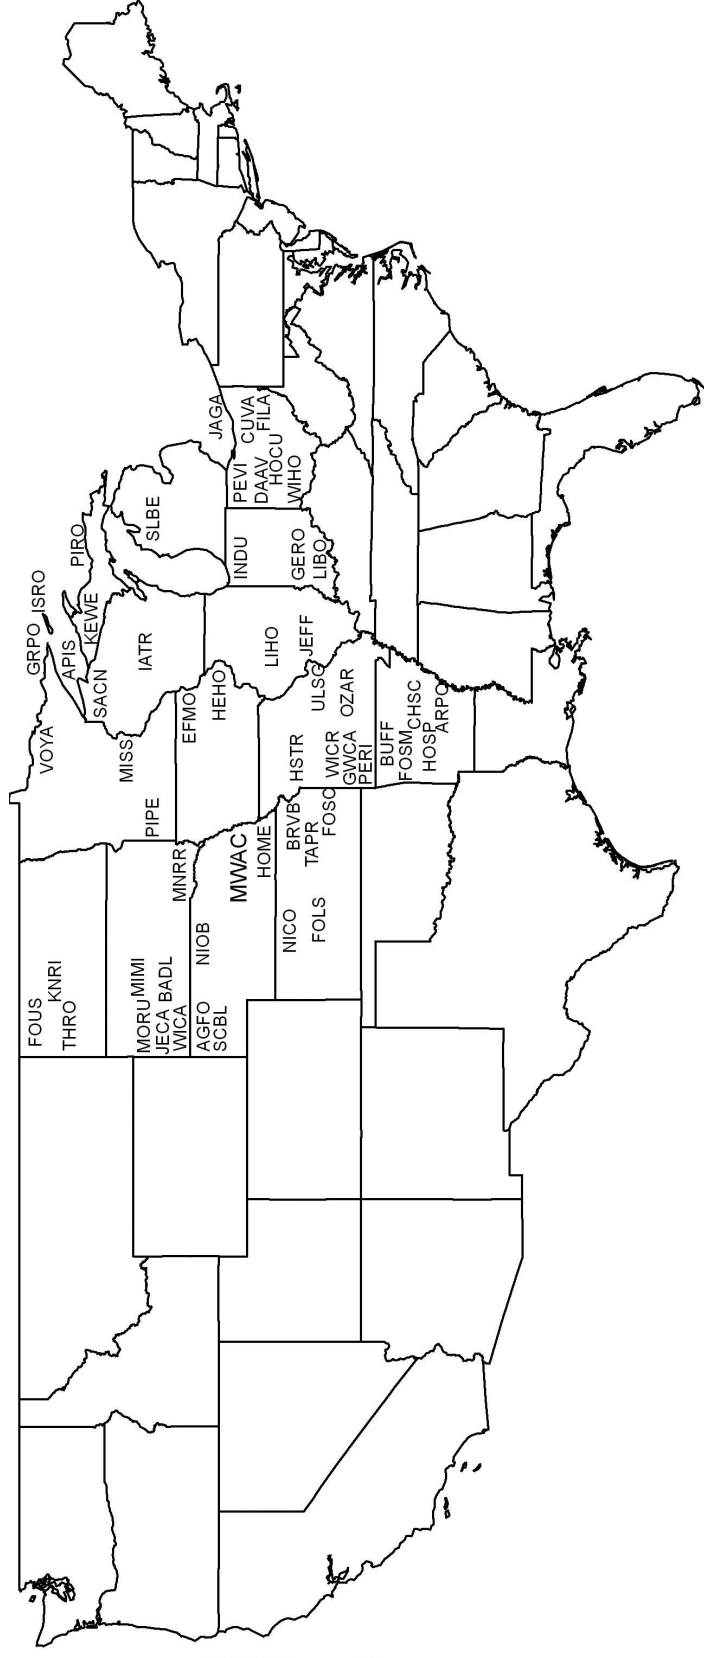 FOUS
KNRI
THRO
MORU
MIMI
JECA
BADL
WICA
MNRR
AGFO
NIOB
SCBL
MWAC
HOME
NICO
BRVB
TAPR
FOLS
FOSC
VOYA
GRPO
ISRO
APIS
PIRO
KEWE
SACN
MISS
IATR
SLBE
PIPE
EFMO
HEHO
INDU
PEVI
JAGA
DAAV
CUVA
HOCU
FILA
WIHO
LIHO
GERO
LIBO
HSTR
JEFF
ULSG
WICR
OZAR
GWCA
PERI
BUFF
FOSM
CHSC
HOSP
ARPO